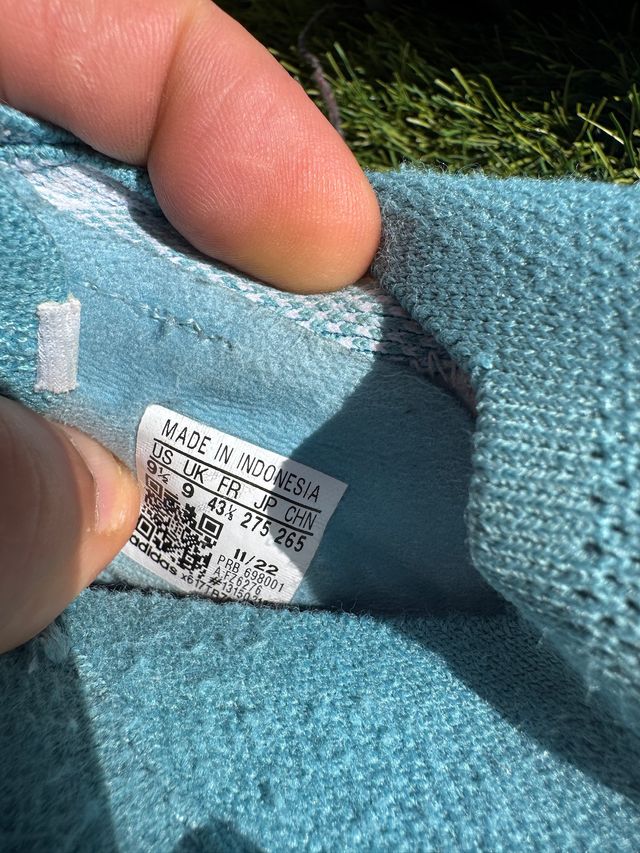 MADE IN INDONESIA
US UK FR JP CHN
9½ 9 43⅓ 275 265
11/22
PRB 698001
A FZ6276
adidas